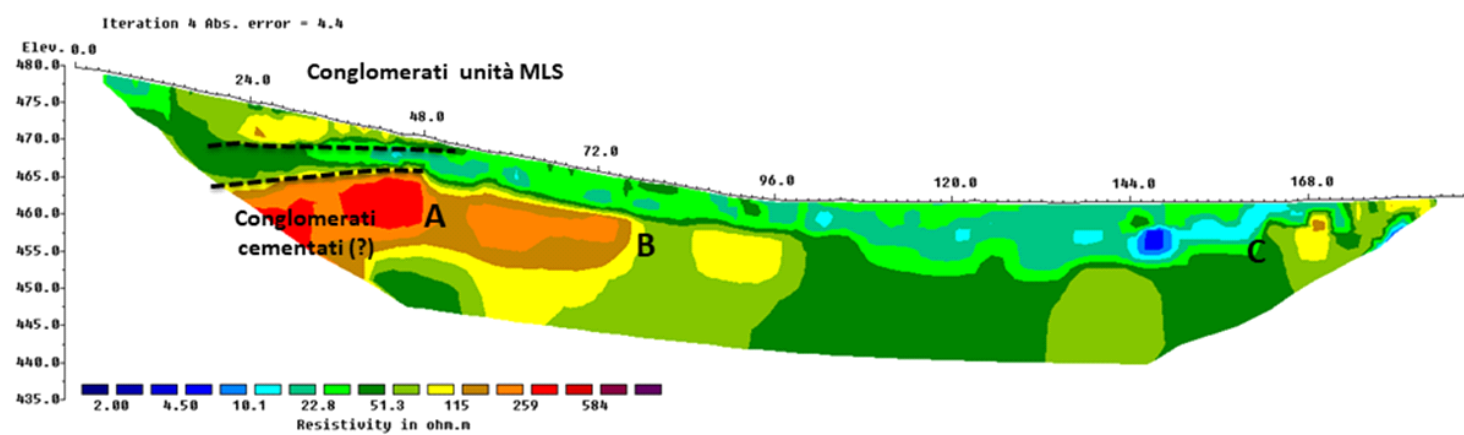 Iteration 4 Abs. error = 4.4
Elev. 0.0
480.0
Conglomerati unità MLS
24.0
475.0
48.0
470.0
72.0
465.0
96.0
120.0
144.0
168.0
460.0
Conglomerati
cementati (?)
A
B
C
455.0
450.0
445.0
440.0
435.0
2.00 4.50 10.1 22.8 51.3 115 259 584
Resistivity in ohm.m